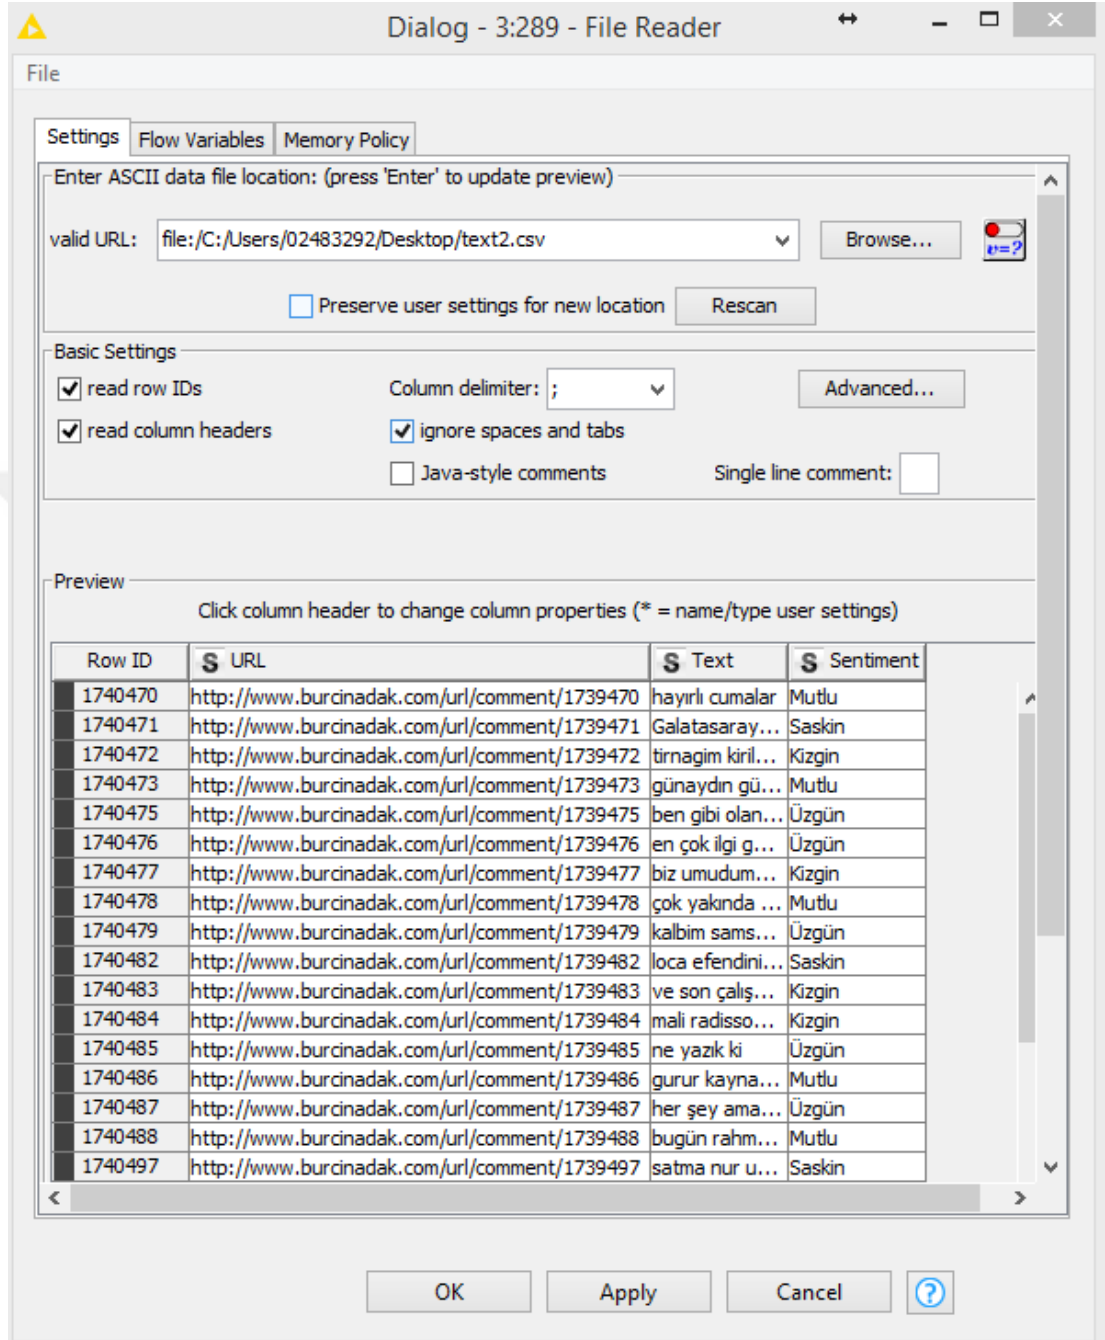 Dialog - 3:289 - File Reader
File
Settings Flow Variables Memory Policy
Enter ASCII data file location: (press 'Enter' to update preview)
valid URL: file:/C:/Users/02483292/Desktop/text2.csv Browse... v=?
Preserve user settings for new location Rescan
Basic Settings
read row IDs Column delimiter: ; Advanced...
read column headers ignore spaces and tabs
Java-style comments Single line comment:
Preview
Click column header to change column properties (* = name/type user settings)
Row ID S URL S Text S Sentiment
1740470 http://www.burcinadak.com/url/comment/1739470 hayırlı cumalar Mutlu
1740471 http://www.burcinadak.com/url/comment/1739471 Galatasaray... Saskin
1740472 http://www.burcinadak.com/url/comment/1739472 tirnagim kiril... Kizgin
1740473 http://www.burcinadak.com/url/comment/1739473 günaydın gü... Mutlu
1740475 http://www.burcinadak.com/url/comment/1739475 ben gibi olan... Üzgün
1740476 http://www.burcinadak.com/url/comment/1739476 en çok ilgi g... Üzgün
1740477 http://www.burcinadak.com/url/comment/1739477 biz umudum... Kizgin
1740478 http://www.burcinadak.com/url/comment/1739478 çok yakında ... Mutlu
1740479 http://www.burcinadak.com/url/comment/1739479 kalbim sams... Üzgün
1740482 http://www.burcinadak.com/url/comment/1739482 loca efendini... Saskin
1740483 http://www.burcinadak.com/url/comment/1739483 ve son çalış... Kizgin
1740484 http://www.burcinadak.com/url/comment/1739484 mali radisso... Kizgin
1740485 http://www.burcinadak.com/url/comment/1739485 ne yazık ki Üzgün
1740486 http://www.burcinadak.com/url/comment/1739486 gurur kayna... Mutlu
1740487 http://www.burcinadak.com/url/comment/1739487 her şey ama... Üzgün
1740488 http://www.burcinadak.com/url/comment/1739488 bugün rahm... Mutlu
1740497 http://www.burcinadak.com/url/comment/1739497 satma nur u... Saskin
OK Apply Cancel ?